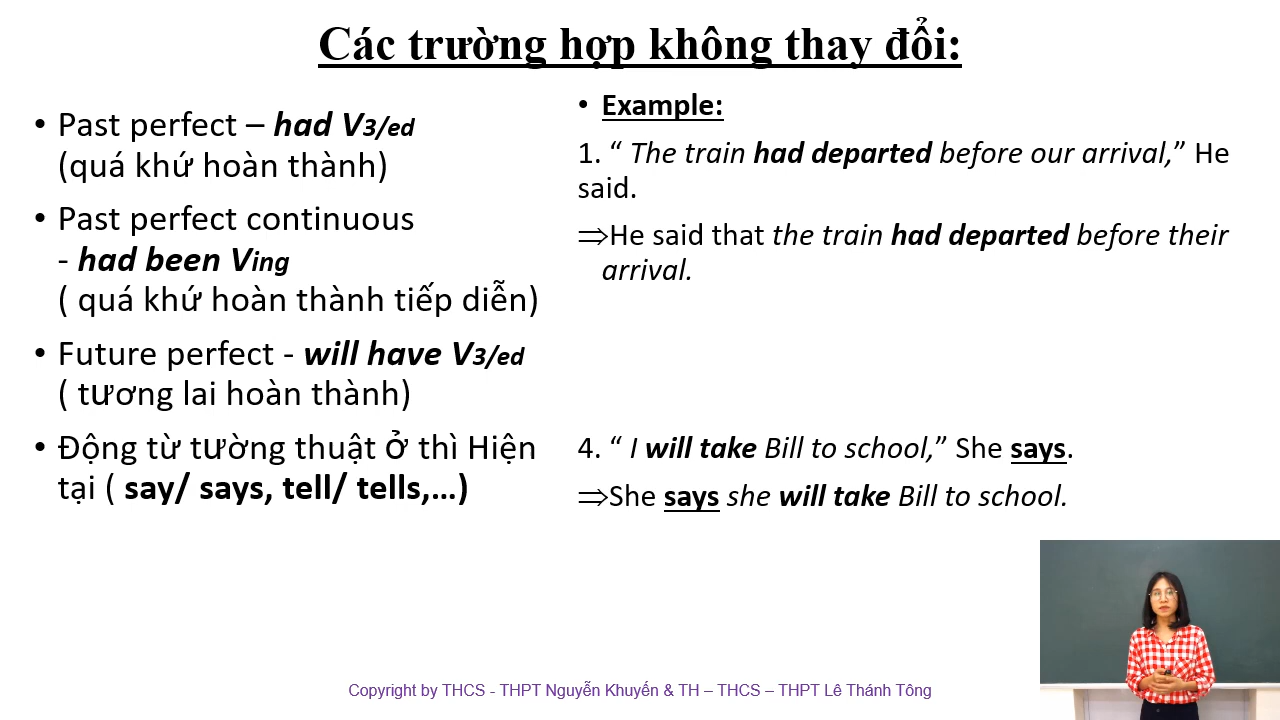 Các trường hợp không thay đổi:
• Past perfect – had V3/ed
(quá khứ hoàn thành)
• Past perfect continuous
- had been Ving
( quá khứ hoàn thành tiếp diễn)
• Future perfect - will have V3/ed
( tương lai hoàn thành)
• Động từ tường thuật ở thì Hiện
tại ( say/ says, tell/ tells,...)
• Example:
1. “ The train had departed before our arrival,” He
said.
⇒He said that the train had departed before their
arrival.
4. “ I will take Bill to school,” She says.
⇒She says she will take Bill to school.
Copyright by THCS - THPT Nguyễn Khuyến & TH – THCS – THPT Lê Thánh Tông